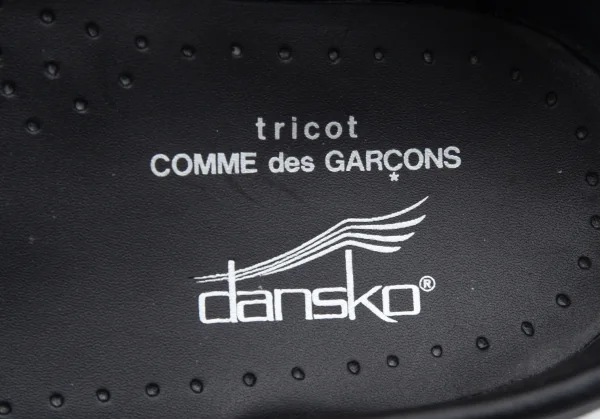 tricot
COMME des GARÇONS
dansko®